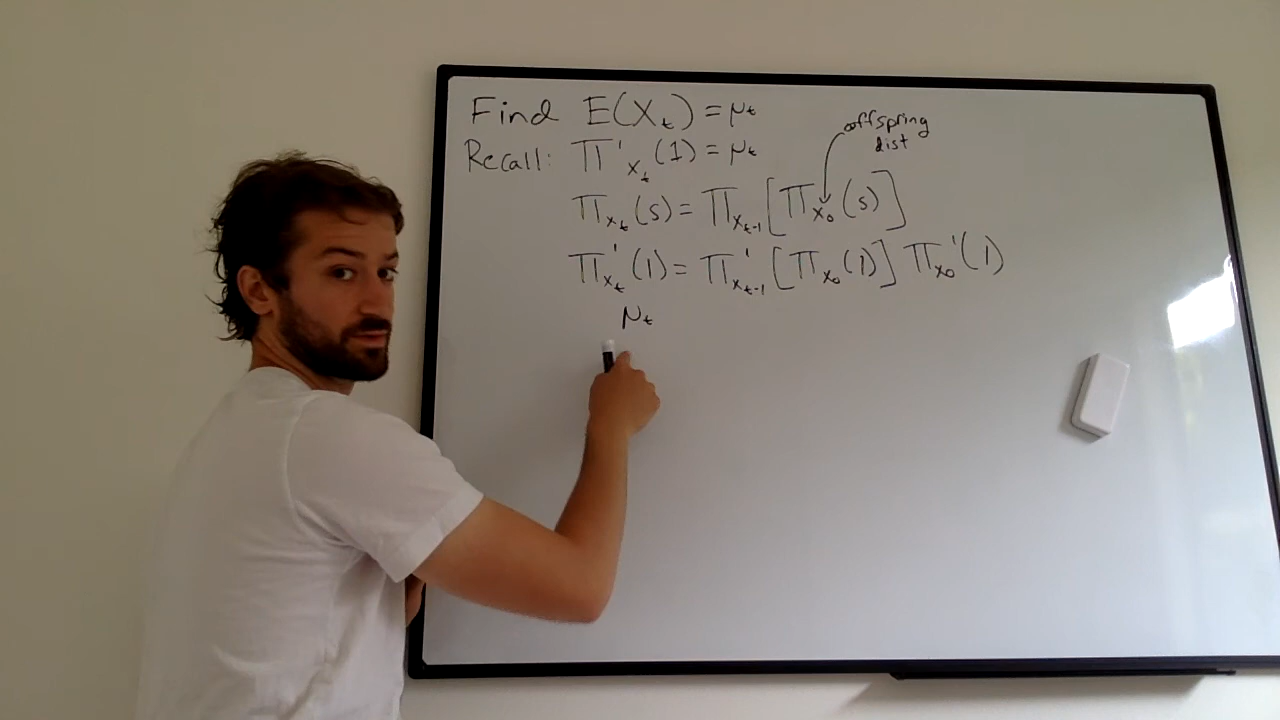 Find E(X_t) = μ_t
offspring dist
Recall: Π'_{X_t}(1) = μ_t
Π_{X_t}(s) = Π_{X_{t-1}}[Π_{X_0}(s)]
Π'_{X_t}(1) = Π'_{X_{t-1}}[Π_{X_0}(1)] Π'_{X_0}(1)
μ_t